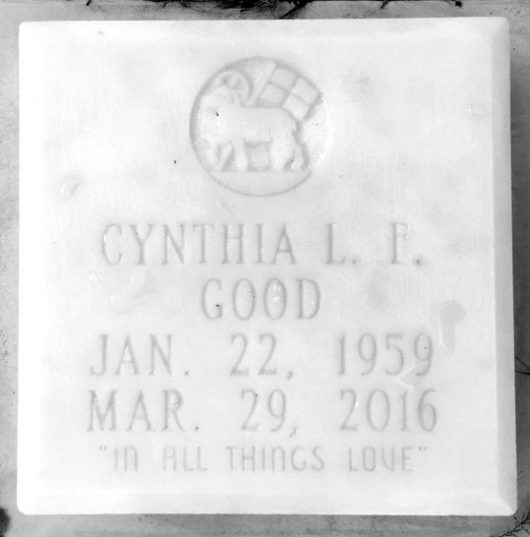 CYNTHIA L. F.
GOOD
JAN. 22, 1959
MAR. 29, 2016
"IN ALL THINGS LOVE"